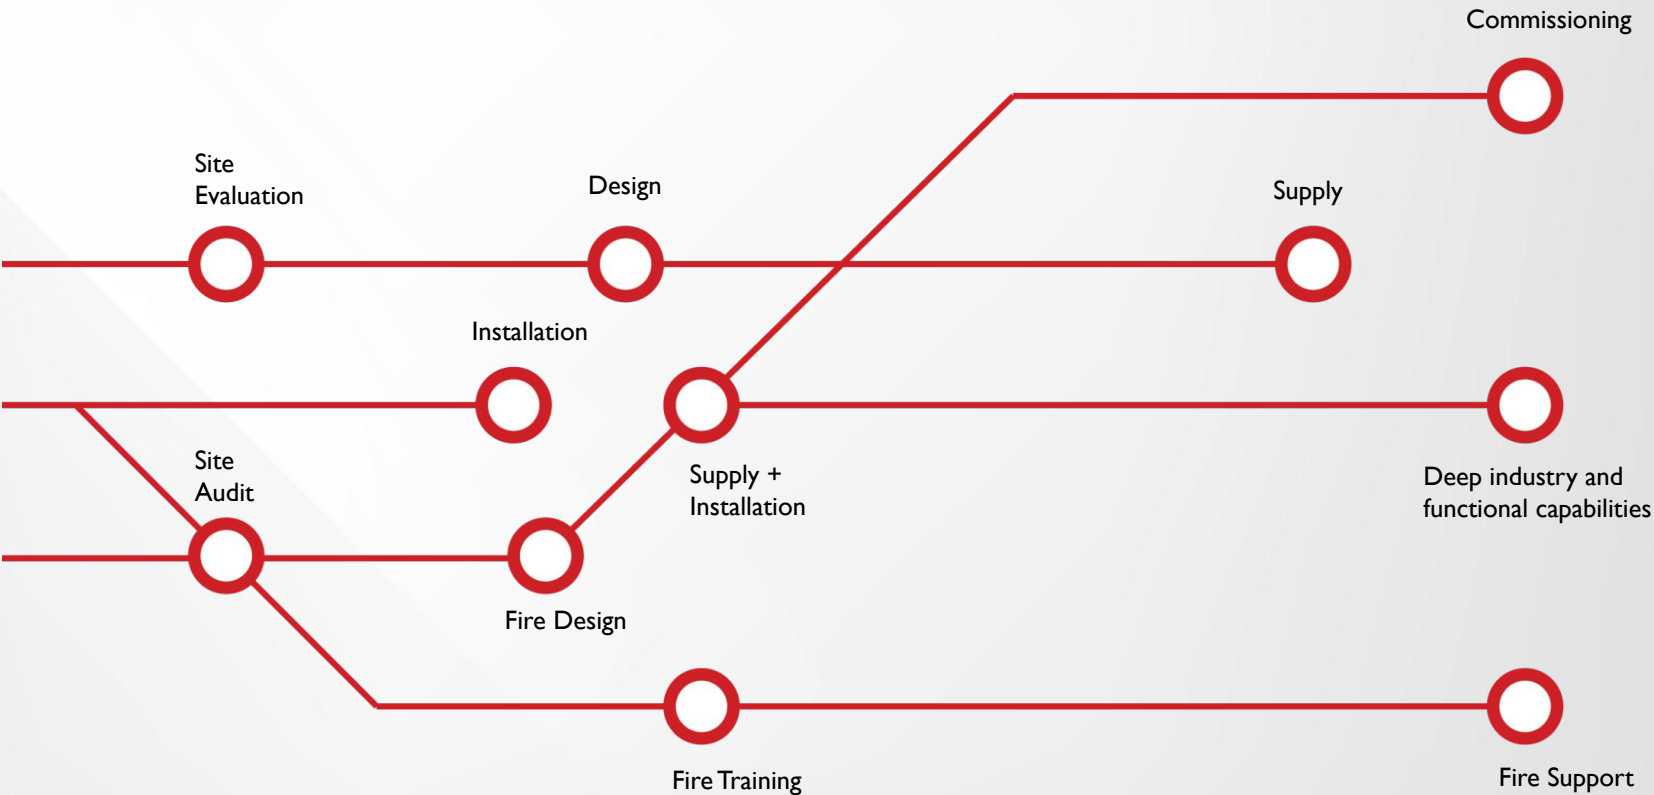 Commissioning
Site
Evaluation
Design
Supply
Installation
Site
Audit
Supply +
Installation
Deep industry and
functional capabilities
Fire Design
Fire Training
Fire Support